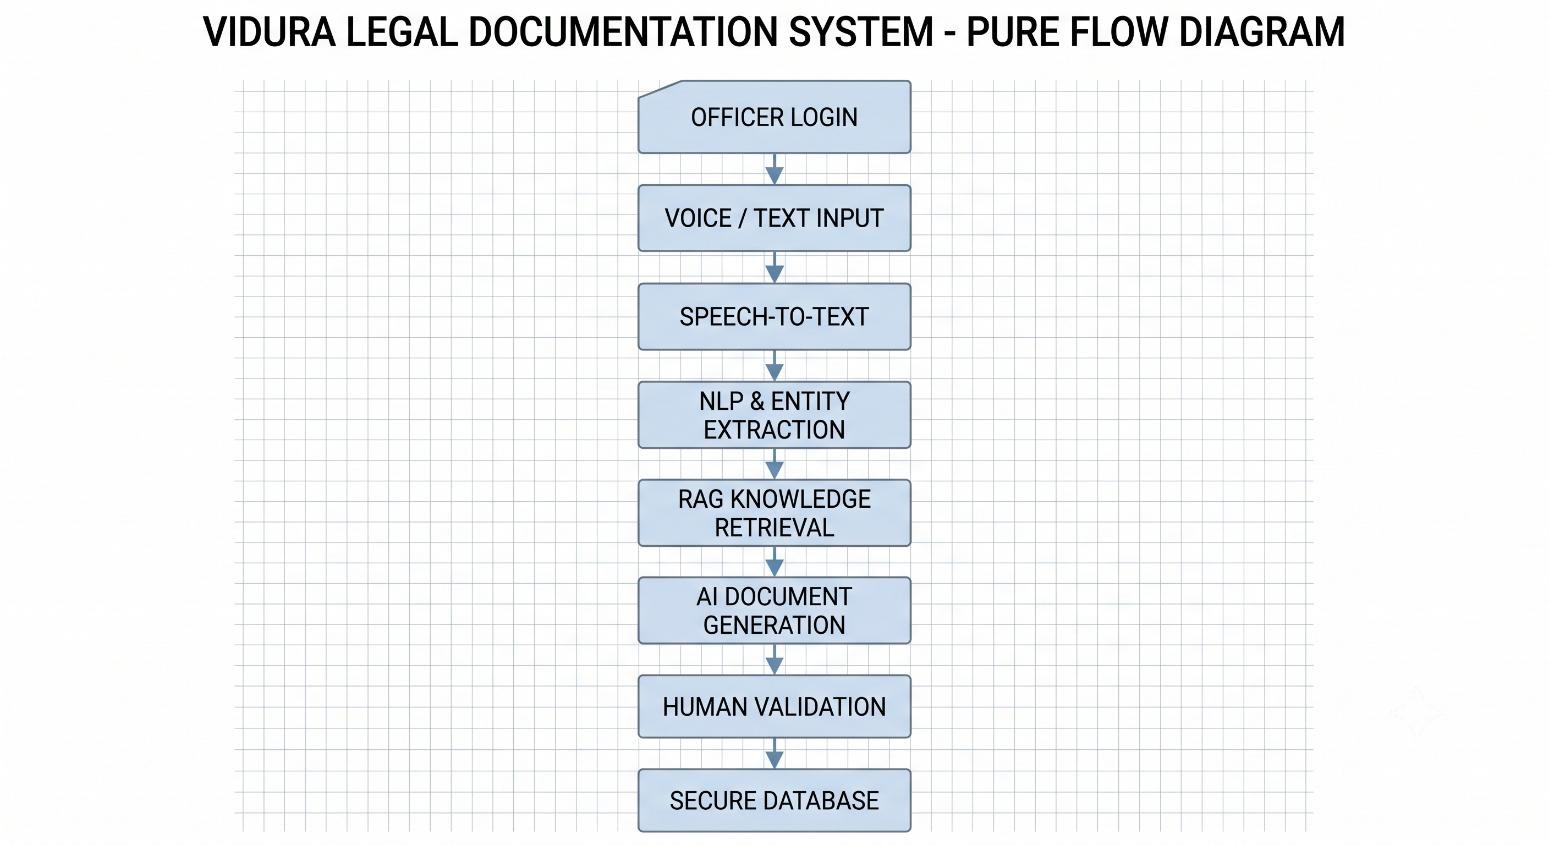 VIDURA LEGAL DOCUMENTATION SYSTEM - PURE FLOW DIAGRAM
OFFICER LOGIN
VOICE / TEXT INPUT
SPEECH-TO-TEXT
NLP & ENTITY
EXTRACTION
RAG KNOWLEDGE
RETRIEVAL
AI DOCUMENT
GENERATION
HUMAN VALIDATION
SECURE DATABASE